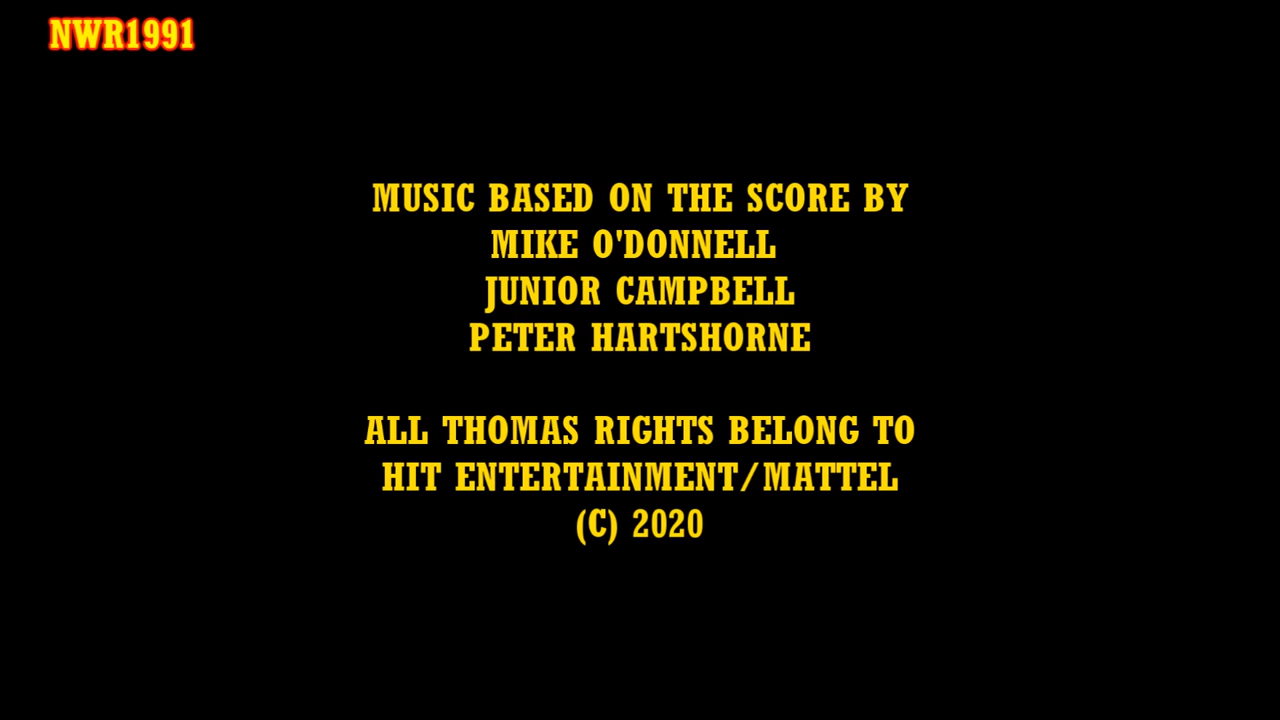 NWR1991
MUSIC BASED ON THE SCORE BY
MIKE O'DONNELL
JUNIOR CAMPBELL
PETER HARTSHORNE
ALL THOMAS RIGHTS BELONG TO
HIT ENTERTAINMENT/MATTEL
(C) 2020